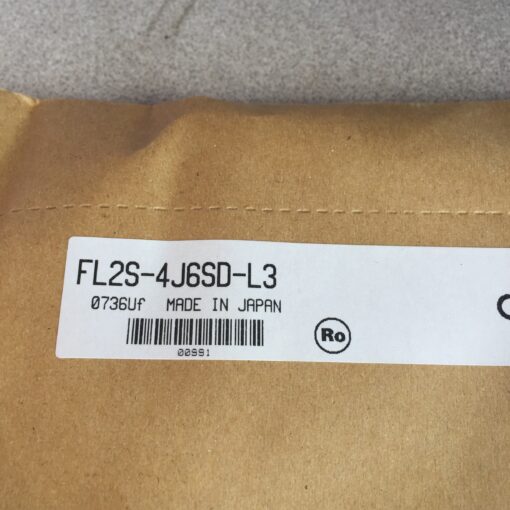 FL2S-4J6SD-L3
0736Uf MADE IN JAPAN
00991
Ro